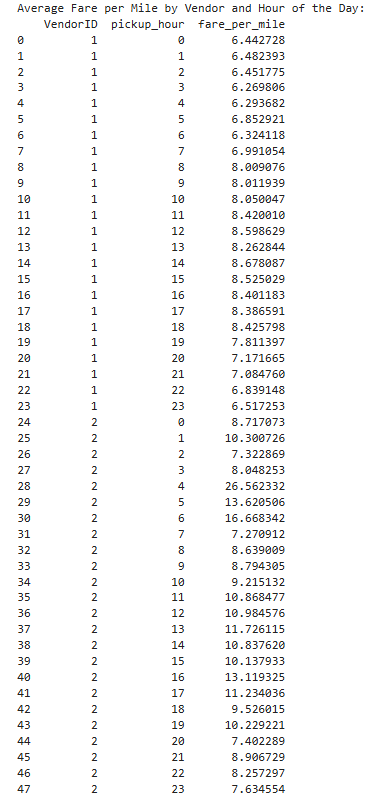 Average Fare per Mile by Vendor and Hour of the Day:
VendorID pickup_hour fare_per_mile
0 1 0 6.442728
1 1 1 6.482393
2 1 2 6.451775
3 1 3 6.269806
4 1 4 6.293682
5 1 5 6.852921
6 1 6 6.324118
7 1 7 6.991054
8 1 8 8.009076
9 1 9 8.011939
10 1 10 8.050047
11 1 11 8.420010
12 1 12 8.598629
13 1 13 8.262844
14 1 14 8.678087
15 1 15 8.525029
16 1 16 8.401183
17 1 17 8.386591
18 1 18 8.425798
19 1 19 7.811397
20 1 20 7.171665
21 1 21 7.084760
22 1 22 6.839148
23 1 23 6.517253
24 2 0 8.717073
25 2 1 10.300726
26 2 2 7.322869
27 2 3 8.048253
28 2 4 26.562332
29 2 5 13.620506
30 2 6 16.668342
31 2 7 7.270912
32 2 8 8.639009
33 2 9 8.794305
34 2 10 9.215132
35 2 11 10.868477
36 2 12 10.984576
37 2 13 11.726115
38 2 14 10.837620
39 2 15 10.137933
40 2 16 13.119325
41 2 17 11.234036
42 2 18 9.526015
43 2 19 10.229221
44 2 20 7.402289
45 2 21 8.906729
46 2 22 8.257297
47 2 23 7.634554